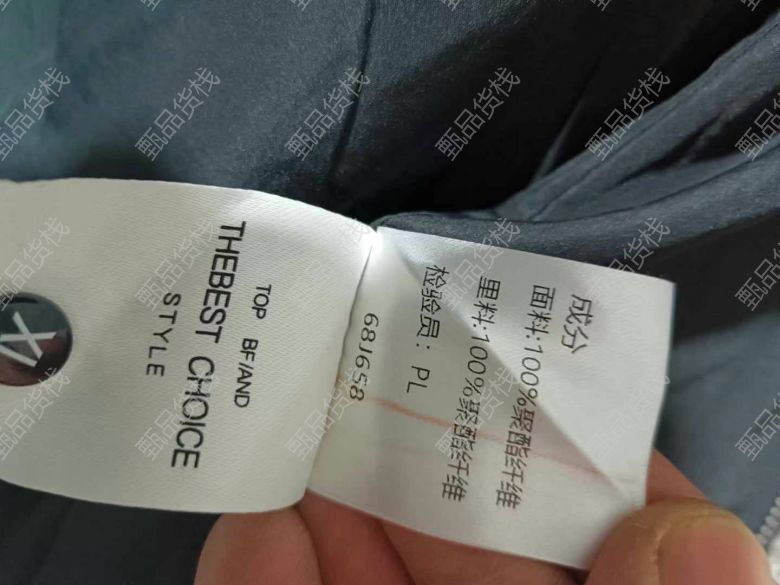 TOP BF/AND
THEBEST CHOICE
STYLE
成分
面料:100%聚酯纤维
里料:100%聚酯纤维
检验员: PL
68J6S8
甄品货栈